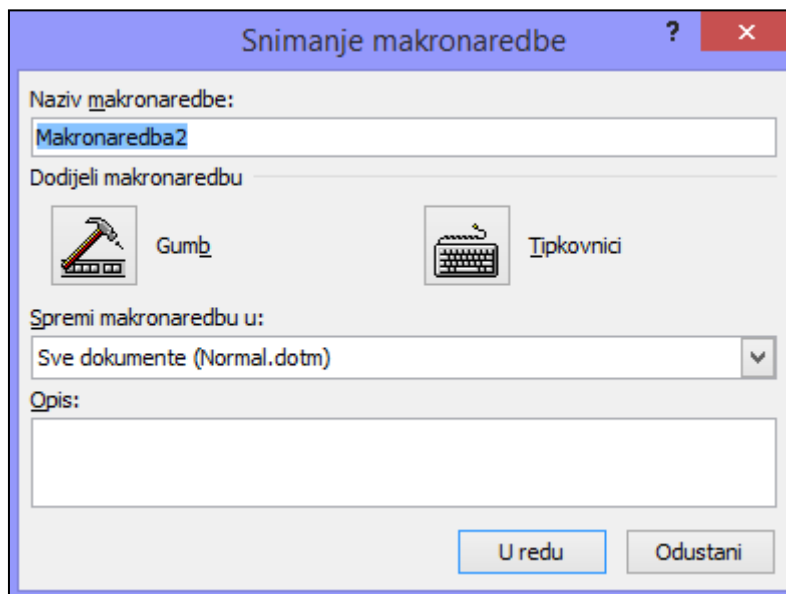 Snimanje makronaredbe
Naziv makronaredbe:
Makronaredba2
Dodijeli makronaredbu
Gumb
Tipkovnici
Spremi makronaredbu u:
Sve dokumente (Normal.dotm)
Opis:
U redu
Odustani